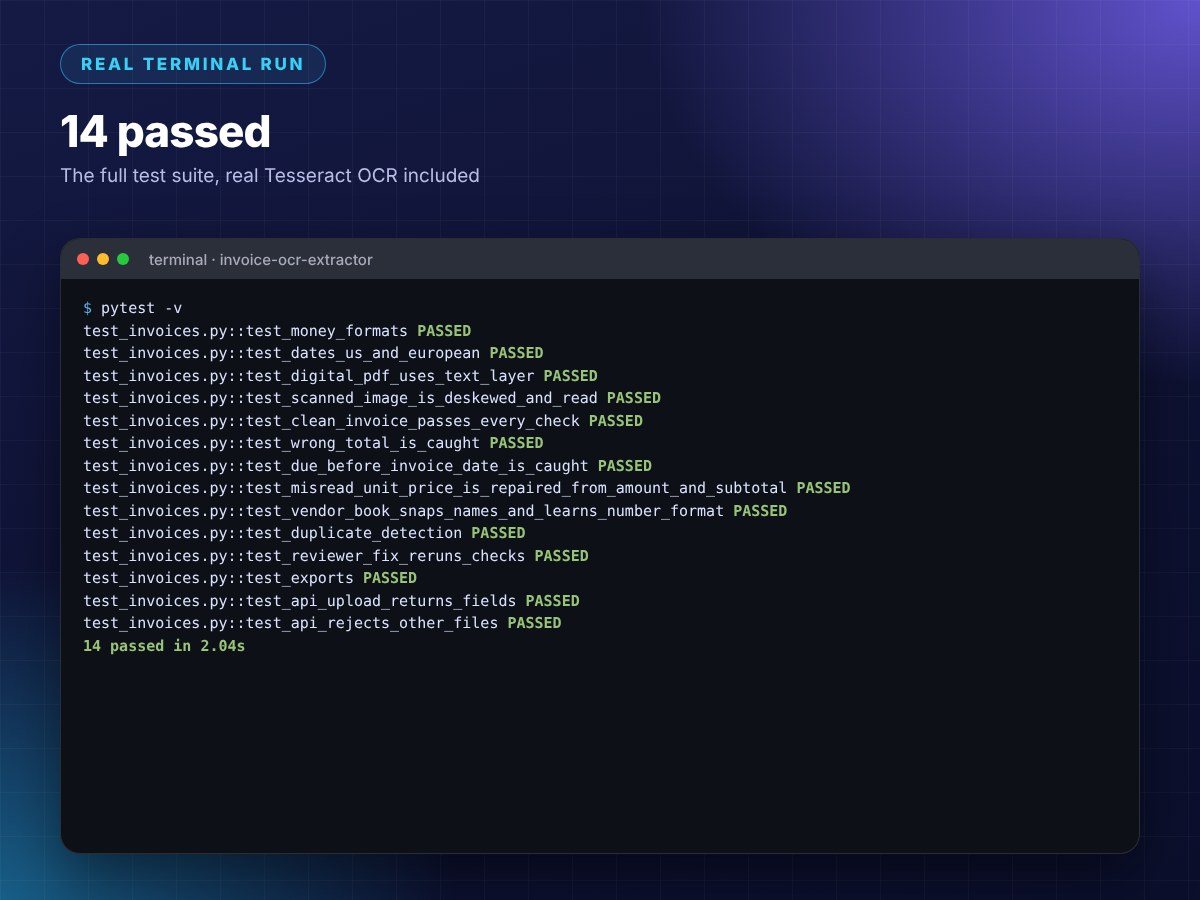 REAL TERMINAL RUN
14 passed
The full test suite, real Tesseract OCR included
terminal · invoice-ocr-extractor
$ pytest -v
test_invoices.py::test_money_formats PASSED
test_invoices.py::test_dates_us_and_european PASSED
test_invoices.py::test_digital_pdf_uses_text_layer PASSED
test_invoices.py::test_scanned_image_is_deskewed_and_read PASSED
test_invoices.py::test_clean_invoice_passes_every_check PASSED
test_invoices.py::test_wrong_total_is_caught PASSED
test_invoices.py::test_due_before_invoice_date_is_caught PASSED
test_invoices.py::test_misread_unit_price_is_repaired_from_amount_and_subtotal PASSED
test_invoices.py::test_vendor_book_snaps_names_and_learns_number_format PASSED
test_invoices.py::test_duplicate_detection PASSED
test_invoices.py::test_reviewer_fix_reruns_checks PASSED
test_invoices.py::test_exports PASSED
test_invoices.py::test_api_upload_returns_fields PASSED
test_invoices.py::test_api_rejects_other_files PASSED
14 passed in 2.04s